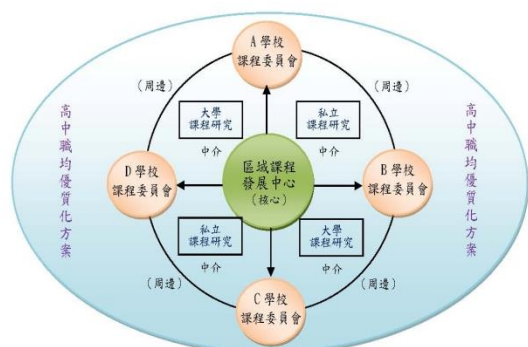 A 學校
課程委員會
(周邊)
(周邊)
大學
課程研究
中介
私立
課程研究
中介
高中職均優質化方案
高中職均優質化方案
D 學校
課程委員會
區域課程
發展中心
(核心)
B 學校
課程委員會
私立
課程研究
中介
大學
課程研究
中介
(周邊)
(周邊)
C 學校
課程委員會